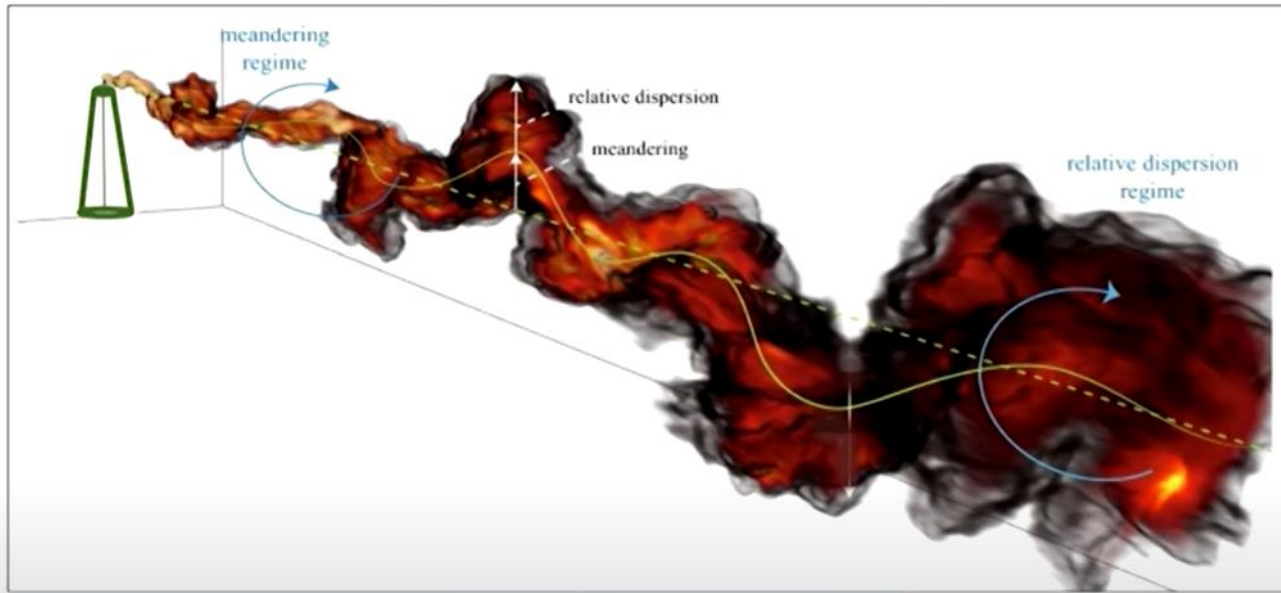 meandering
regime
relative dispersion
meandering
relative dispersion
regime